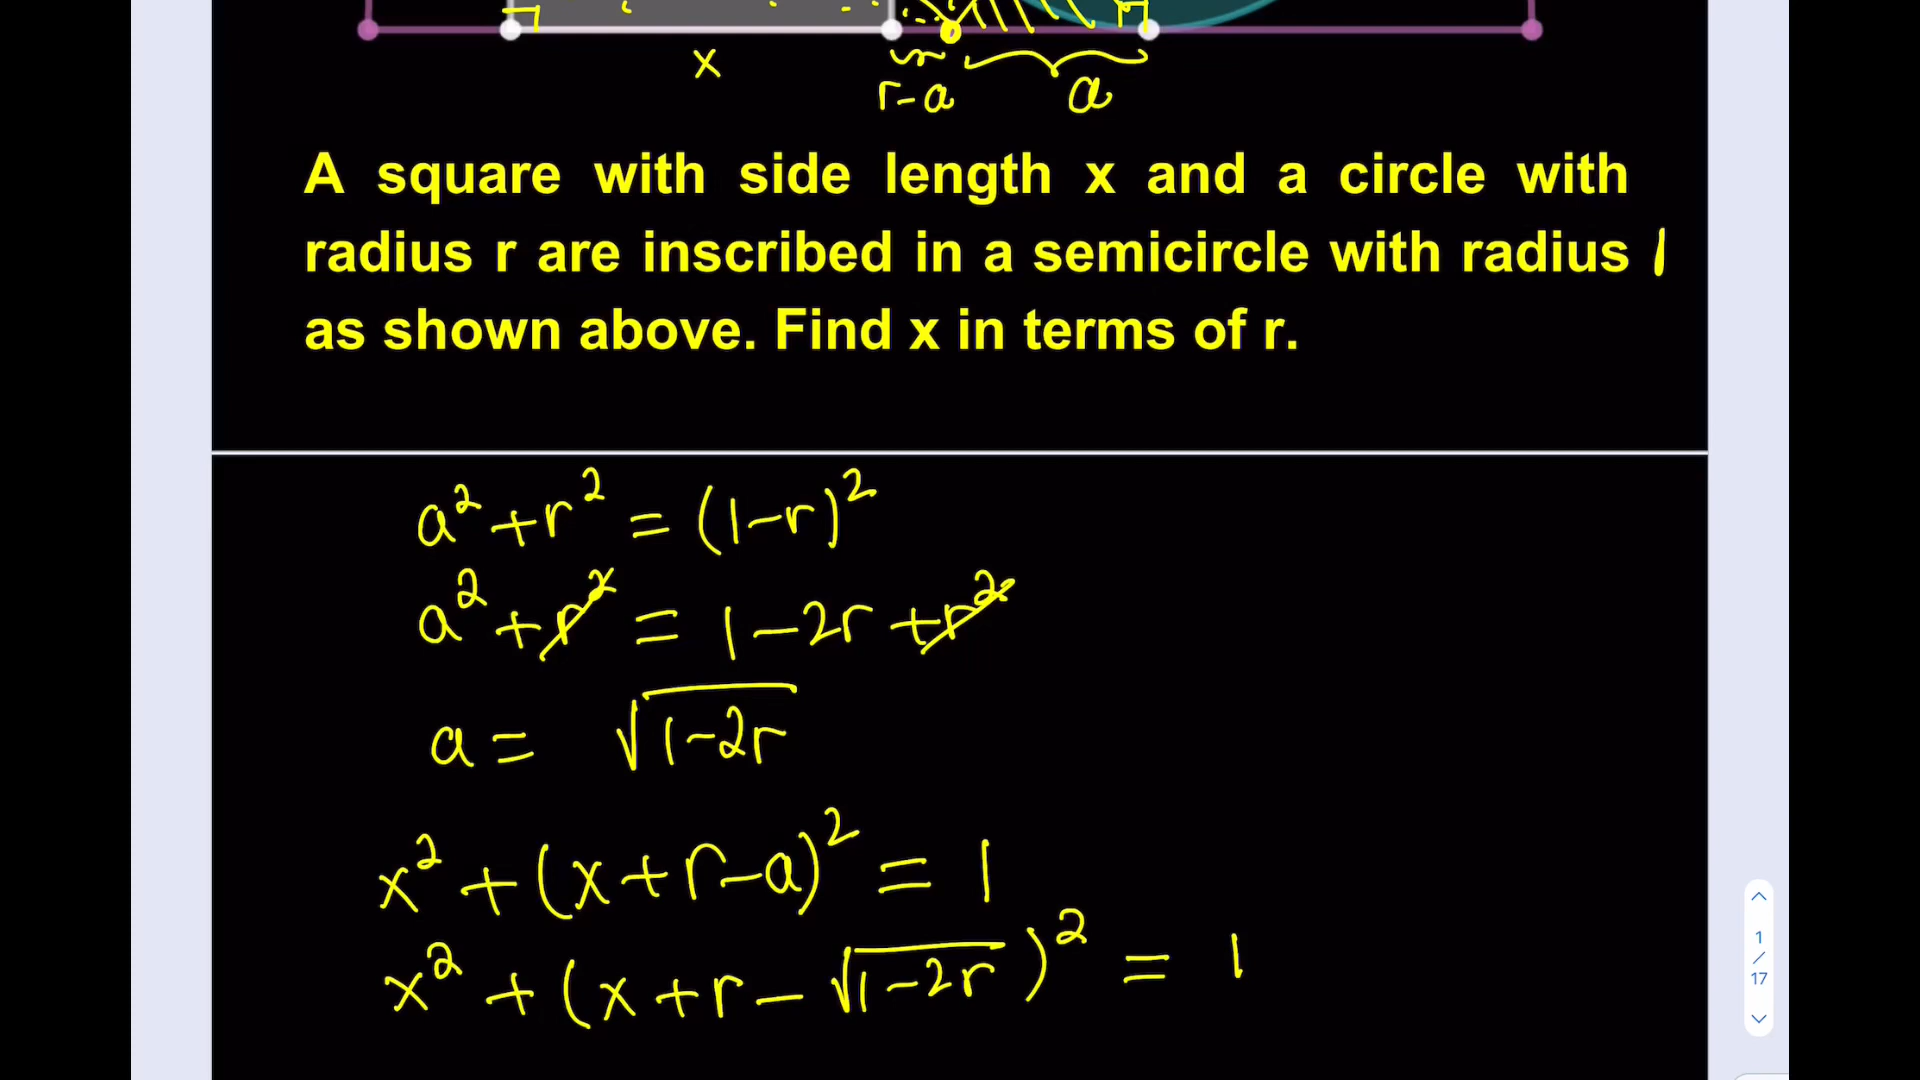 x
r-a
a
A square with side length x and a circle with
radius r are inscribed in a semicircle with radius 1
as shown above. Find x in terms of r.
a² + r² = (1-r)²
a² + r² = 1 - 2r + r²
a = √(1-2r)
x² + (x+r-a)² = 1
x² + (x+r-√(1-2r))² = 1
1
/
17